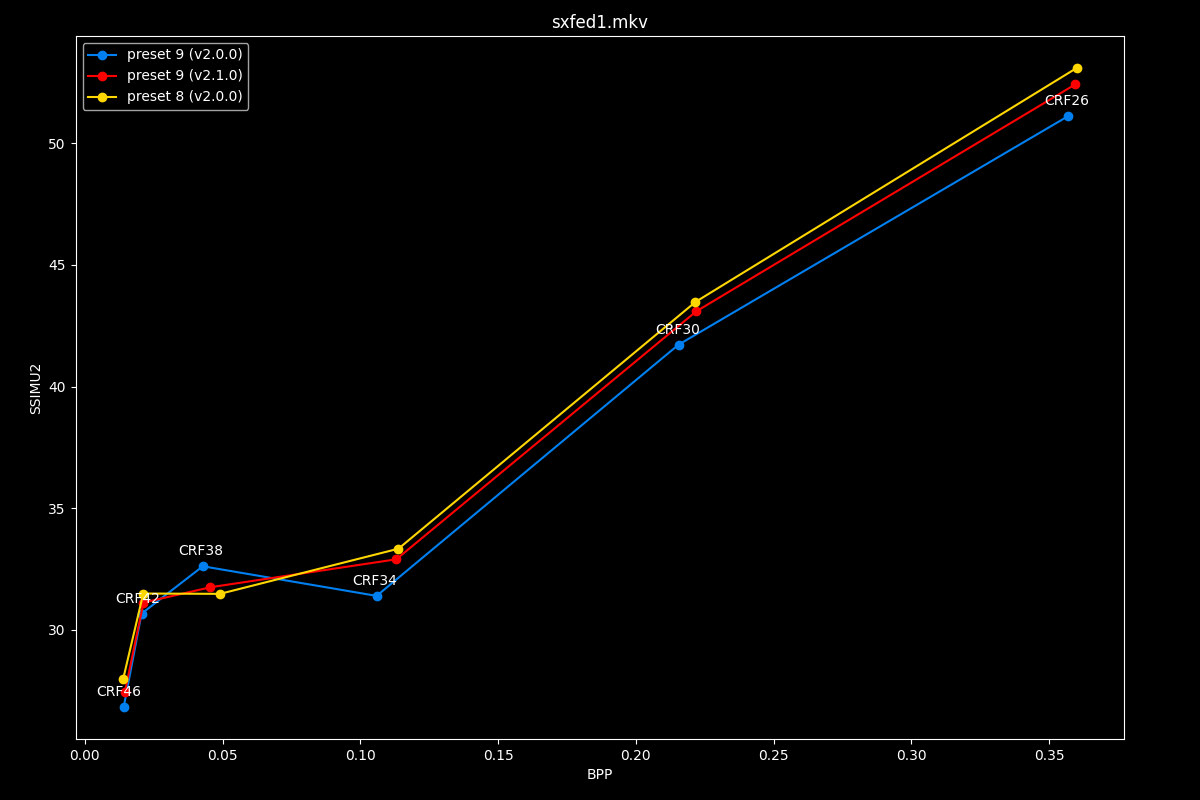 sxfed1.mkv
preset 9 (v2.0.0)
preset 9 (v2.1.0)
preset 8 (v2.0.0)
CRF26
CRF30
CRF38
CRF34
CRF42
CRF46
50
45
40
35
30
SSIMU2
0.00 0.05 0.10 0.15 0.20 0.25 0.30 0.35
BPP